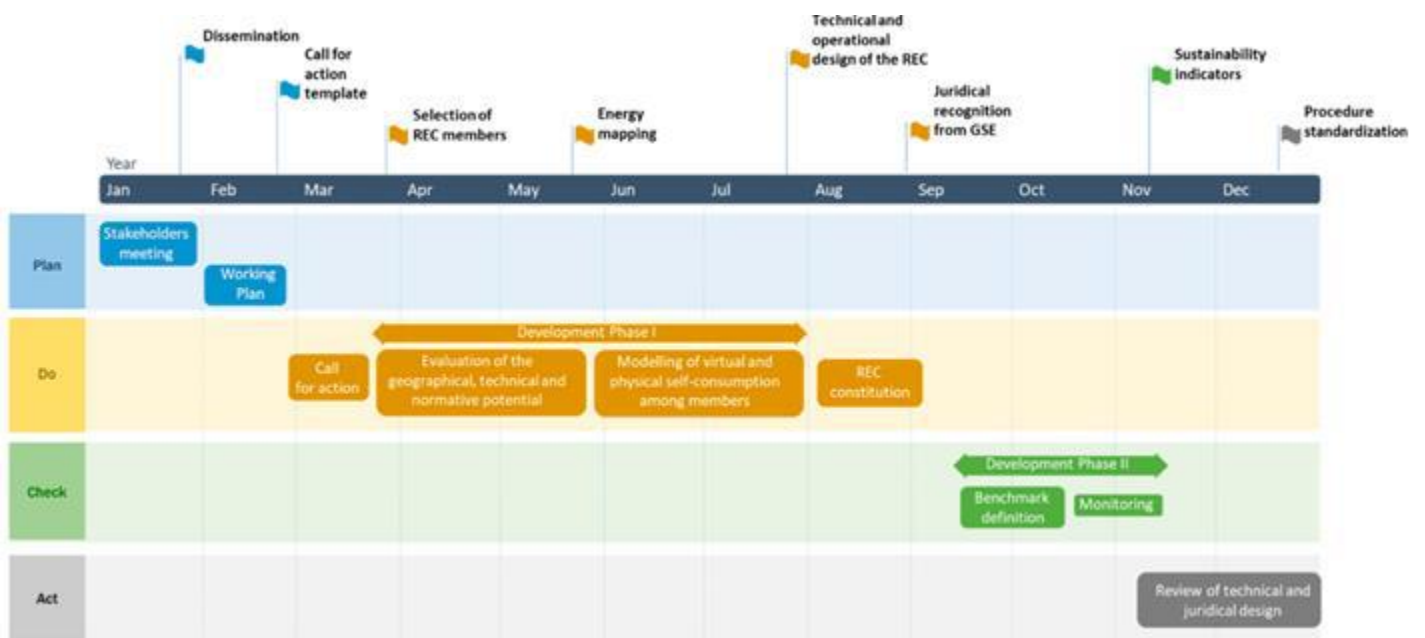 Technical and
operational
design of the REC
Dissemination
Call for
action
template
Sustainability
indicators
Juridical
recognition
from GSE
Selection of
REC members
Energy
mapping
Procedure
standardization
Year
Jan Feb Mar Apr May Jun Jul Aug Sep Oct Nov Dec
Plan
Stakeholders
meeting
Working
Plan
Do
Development Phase I
Call
for action
Evaluation of the
geographical, technical and
normative potential
Modelling of virtual and
physical self-consumption
among members
REC
constitution
Check
Development Phase II
Benchmark
definition
Monitoring
Act
Review of technical and
juridical design